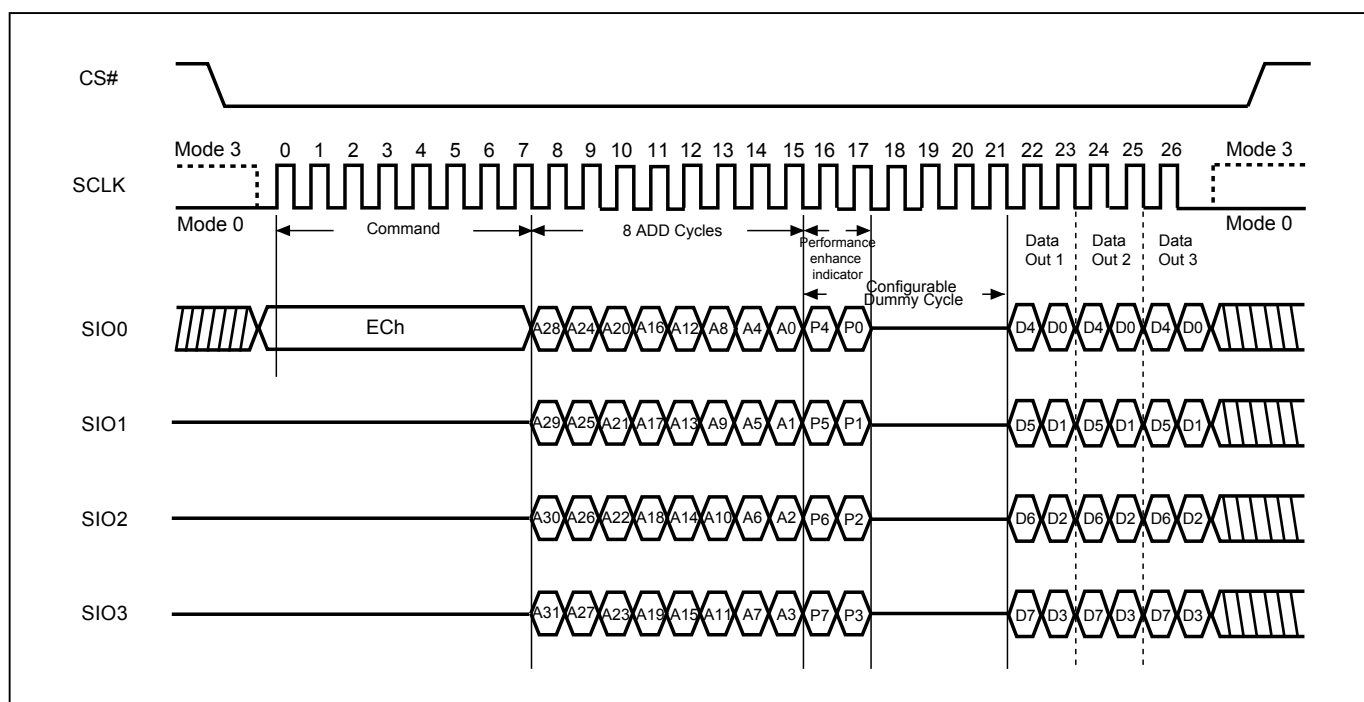 CS#
Mode 3 0 1 2 3 4 5 6 7 8 9 10 11 12 13 14 15 16 17 18 19 20 21 22 23 24 25 26 Mode 3
SCLK
Mode 0 Mode 0
Command 8 ADD Cycles Performance enhance indicator Data Out 1 Data Out 2 Data Out 3
Configurable Dummy Cycle
SIO0 ECh A28 A24 A20 A16 A12 A8 A4 A0 P4 P0 D4 D0 D4 D0 D4 D0
SIO1 A29 A25 A21 A17 A13 A9 A5 A1 P5 P1 D5 D1 D5 D1 D5 D1
SIO2 A30 A26 A22 A18 A14 A10 A6 A2 P6 P2 D6 D2 D6 D2 D6 D2
SIO3 A31 A27 A23 A19 A15 A11 A7 A3 P7 P3 D7 D3 D7 D3 D7 D3